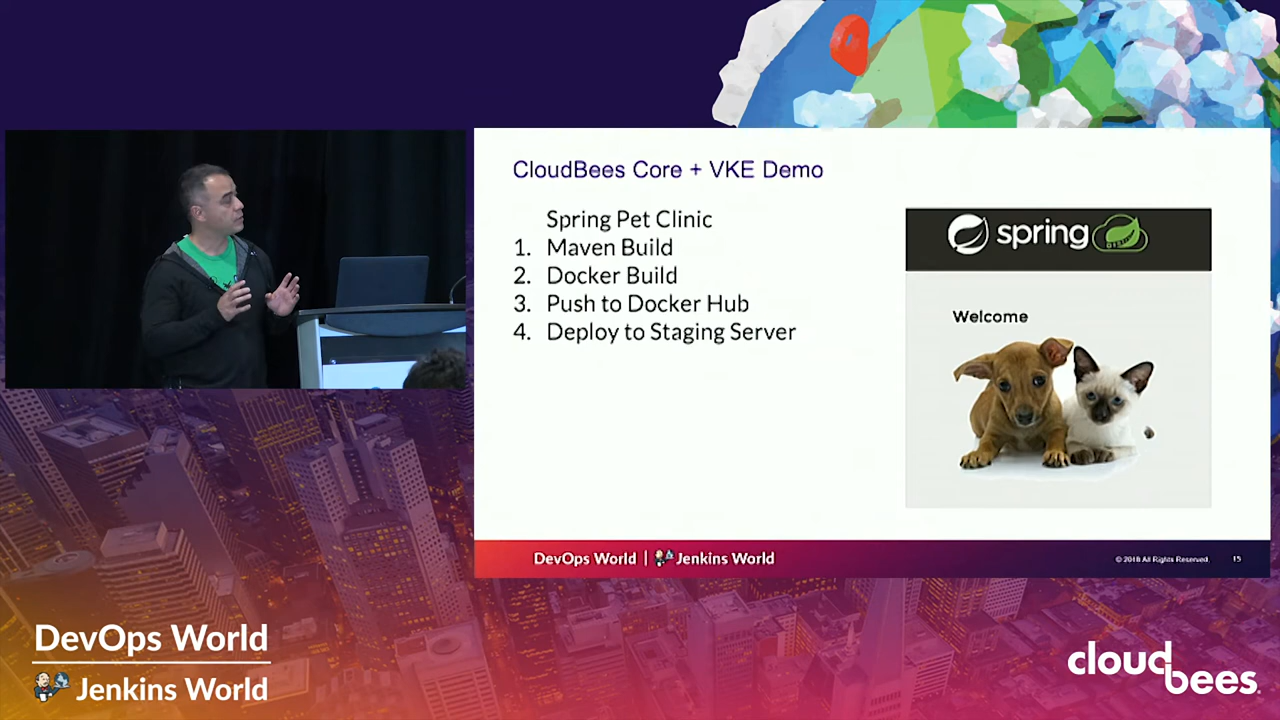 CloudBees Core + VKE Demo
Spring Pet Clinic
1. Maven Build
2. Docker Build
3. Push to Docker Hub
4. Deploy to Staging Server
spring
Welcome
DevOps World | Jenkins World
© 2018 All Rights Reserved. 15
DevOps World
Jenkins World
cloudbees